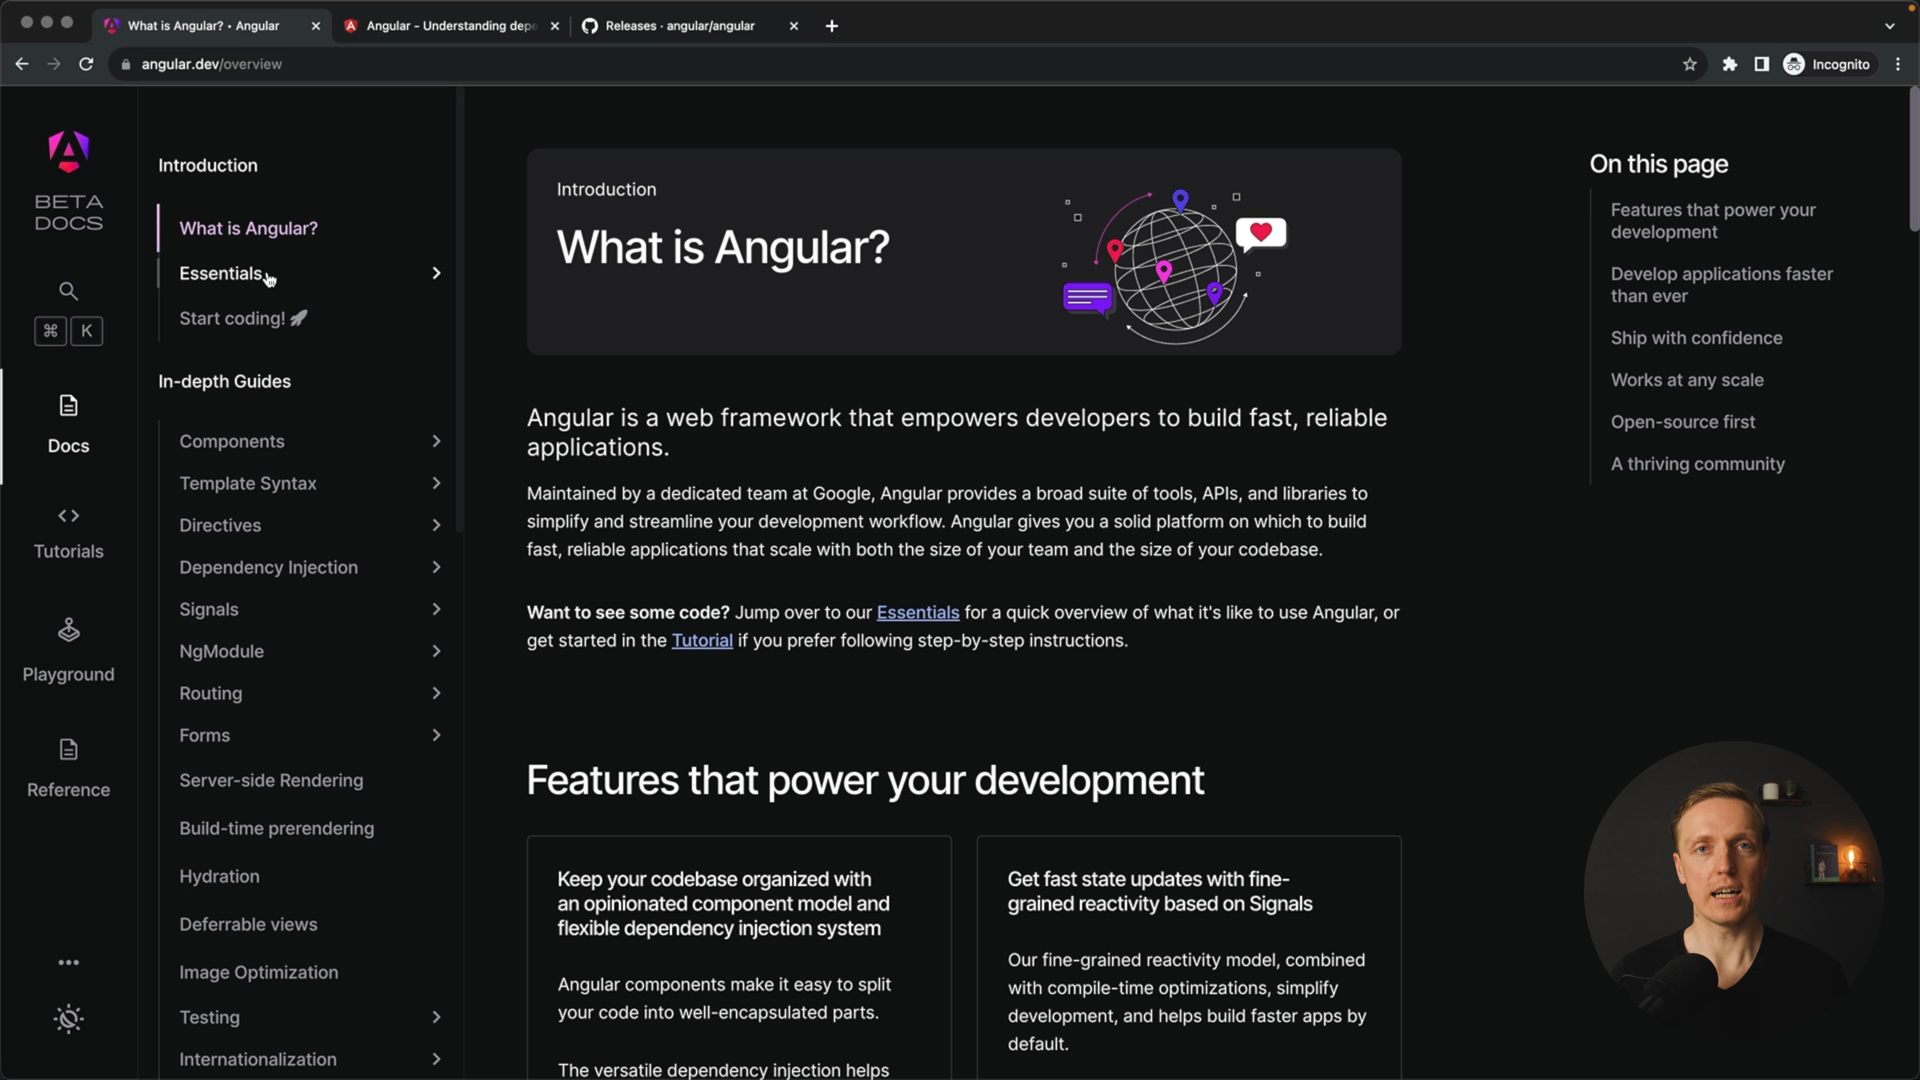 What is Angular? • Angular
Angular - Understanding depe
Releases · angular/angular
angular.dev/overview
Incognito
BETA
DOCS
⌘ K
Docs
Tutorials
Playground
Reference
Introduction
What is Angular?
Essentials
Start coding! 🚀
In-depth Guides
Components
Template Syntax
Directives
Dependency Injection
Signals
NgModule
Routing
Forms
Server-side Rendering
Build-time prerendering
Hydration
Deferrable views
Image Optimization
Testing
Internationalization
Introduction
What is Angular?
Angular is a web framework that empowers developers to build fast, reliable
applications.
Maintained by a dedicated team at Google, Angular provides a broad suite of tools, APIs, and libraries to
simplify and streamline your development workflow. Angular gives you a solid platform on which to build
fast, reliable applications that scale with both the size of your team and the size of your codebase.
Want to see some code? Jump over to our Essentials for a quick overview of what it's like to use Angular, or
get started in the Tutorial if you prefer following step-by-step instructions.
Features that power your development
Keep your codebase organized with
an opinionated component model and
flexible dependency injection system
Angular components make it easy to split
your code into well-encapsulated parts.
The versatile dependency injection helps
Get fast state updates with fine-
grained reactivity based on Signals
Our fine-grained reactivity model, combined
with compile-time optimizations, simplify
development, and helps build faster apps by
default.
On this page
Features that power your
development
Develop applications faster
than ever
Ship with confidence
Works at any scale
Open-source first
A thriving community